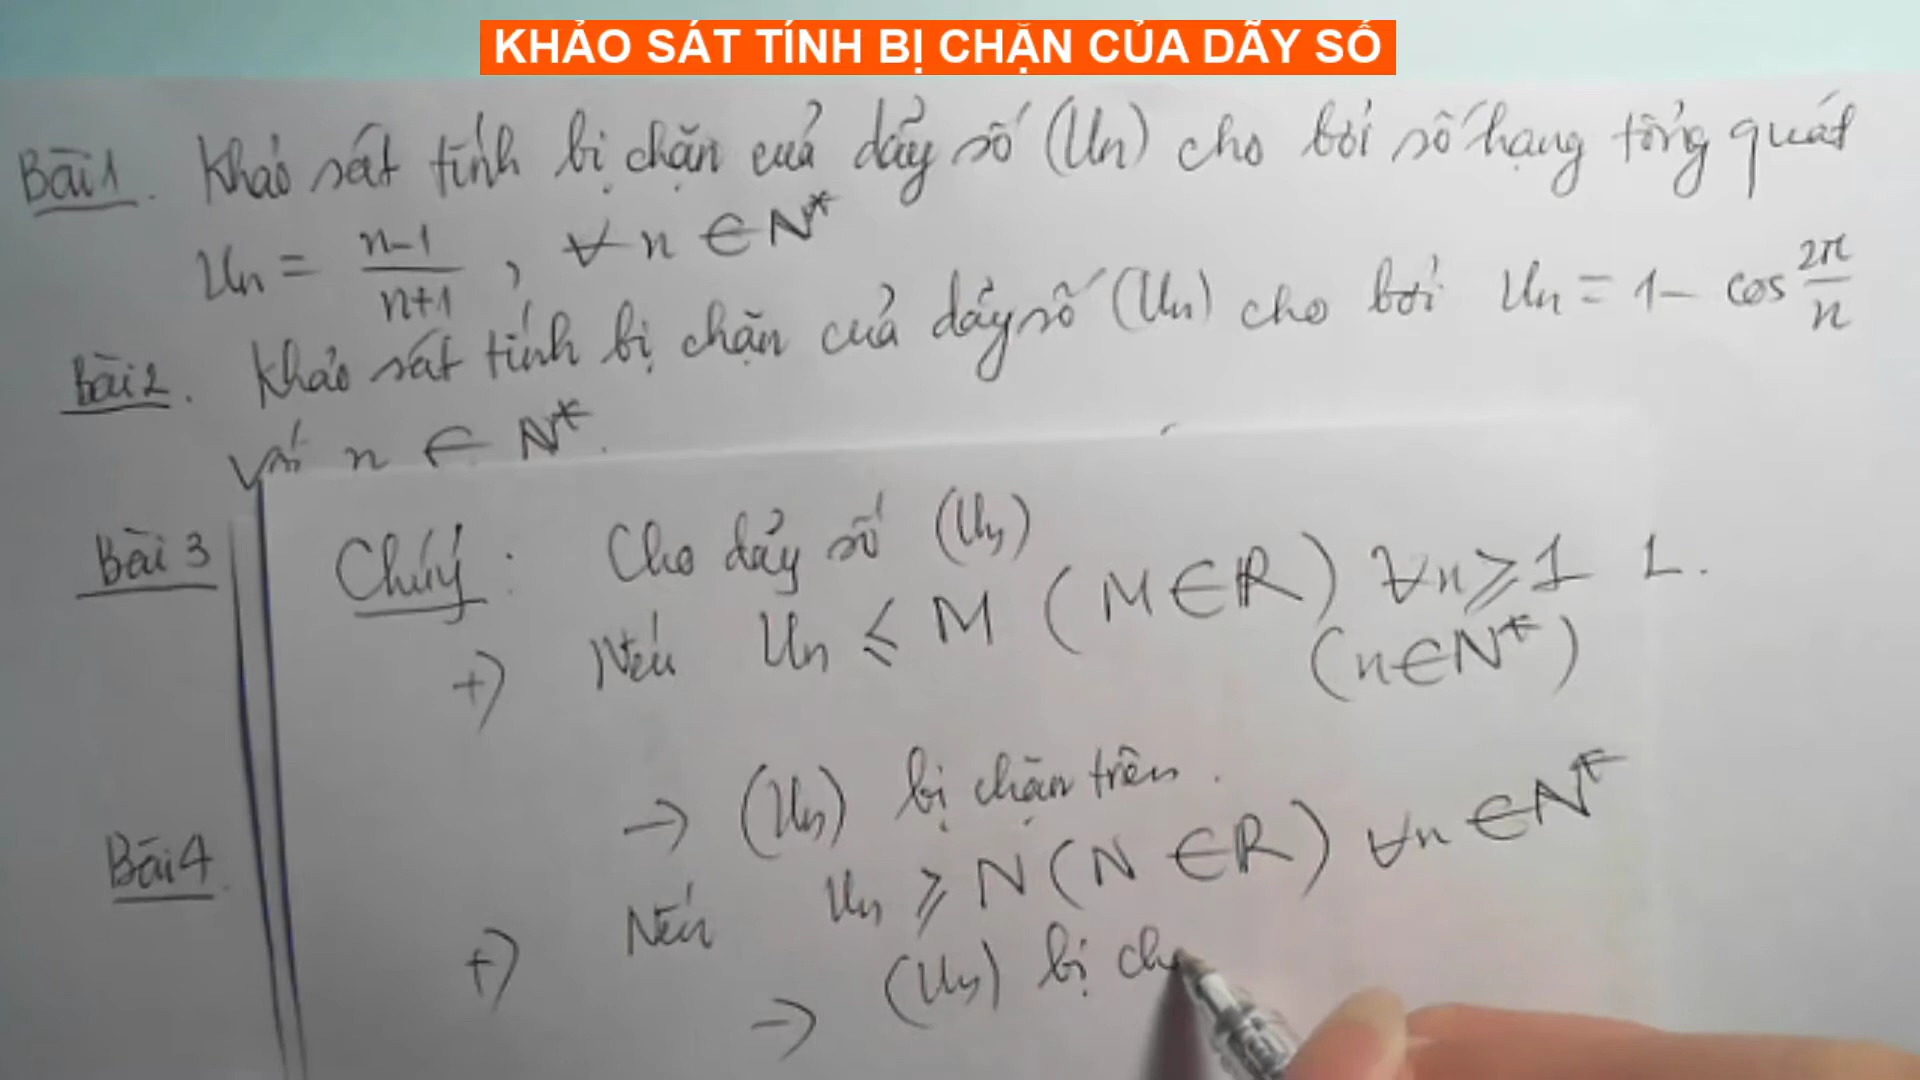 KHẢO SÁT TÍNH BỊ CHẶN CỦA DÃY SỐ
Bài 1. Khảo sát tính bị chặn của dãy số (Un) cho bởi số hạng tổng quát
Un = n-1/n+1, ∀n ∈ N*
Bài 2. Khảo sát tính bị chặn của dãy số (Un) cho bởi Un = 1 - cos 2π/n
với n ∈ N*.
Chú ý: Cho dãy số (Un)
Bài 3
+) Nếu Un ≤ M (M ∈ R) ∀n ≥ 1 1.
(n ∈ N*)
→ (Un) bị chặn trên.
Bài 4.
+) Nếu Un ≥ N (N ∈ R) ∀n ∈ N*
→ (Un) bị ch